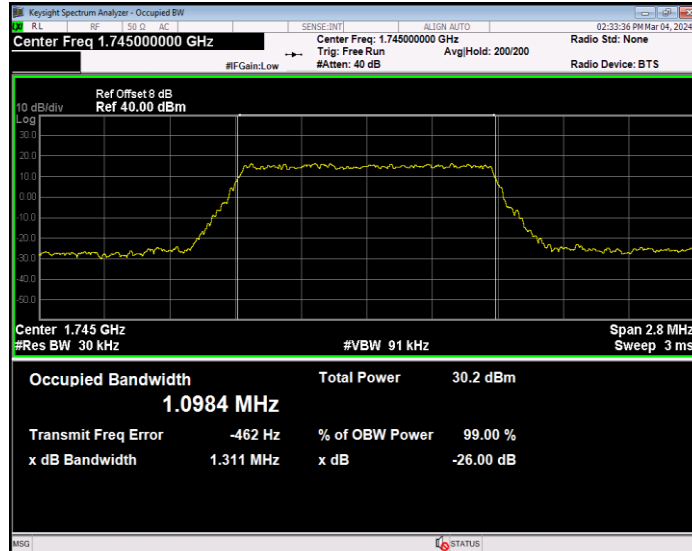 Keysight Spectrum Analyzer - Occupied BW
RL RF 50 Ω AC SENSE:INT ALIGN AUTO 02:33:36 PM Mar 04, 2024
Center Freq 1.745000000 GHz Center Freq: 1.745000000 GHz Radio Std: None
Trig: Free Run Avg|Hold: 200/200
#IFGain:Low #Atten: 40 dB Radio Device: BTS
Ref Offset 8 dB
10 dB/div Ref 40.00 dBm
Log
30.0
20.0
10.0
0.00
-10.0
-20.0
-30.0
-40.0
-50.0
Center 1.745 GHz Span 2.8 MHz
#Res BW 30 kHz #VBW 91 kHz Sweep 3 ms
Occupied Bandwidth Total Power 30.2 dBm
1.0984 MHz
Transmit Freq Error -462 Hz % of OBW Power 99.00 %
x dB Bandwidth 1.311 MHz x dB -26.00 dB
MSG STATUS